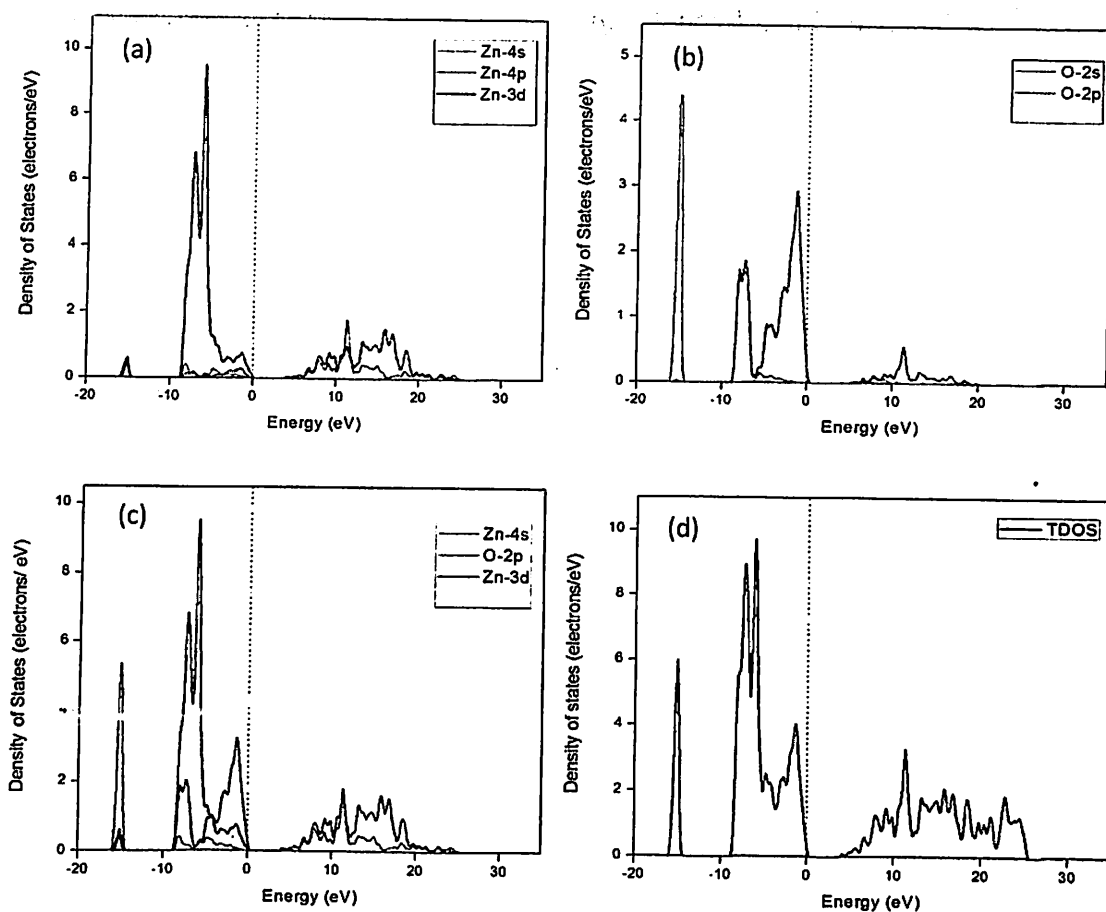 (a)
Zn-4s
Zn-4p
Zn-3d
10
8
6
4
2
0
-20 -10 0 10 20 30
Density of States (electrons/eV)
Energy (eV)
(b)
O-2s
O-2p
5
4
3
2
1
0
-20 -10 0 10 20 30
Density of States (electrons/eV)
Energy (eV)
(c)
Zn-4s
O-2p
Zn-3d
10
8
6
4
2
0
-20 -10 0 10 20 30
Density of States (electrons/ eV)
Energy (eV)
(d)
TDOS
10
8
6
4
2
0
-20 -10 0 10 20 30
Density of states (electrons/eV)
Energy (eV)